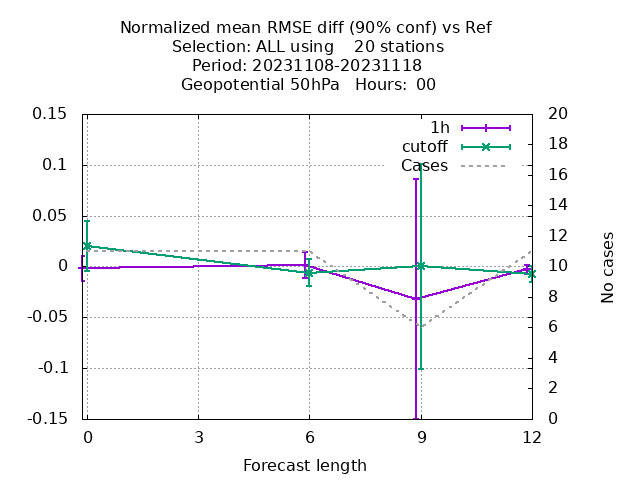 Normalized mean RMSE diff (90% conf) vs Ref
Selection: ALL using    20 stations
Period: 20231108-20231118
Geopotential 50hPa   Hours:  00
0.15
0.1
0.05
0
-0.05
-0.1
-0.15
20
18
16
14
12
10
8
6
4
2
0
1h
cutoff
Cases
No cases
0
3
6
9
12
Forecast length